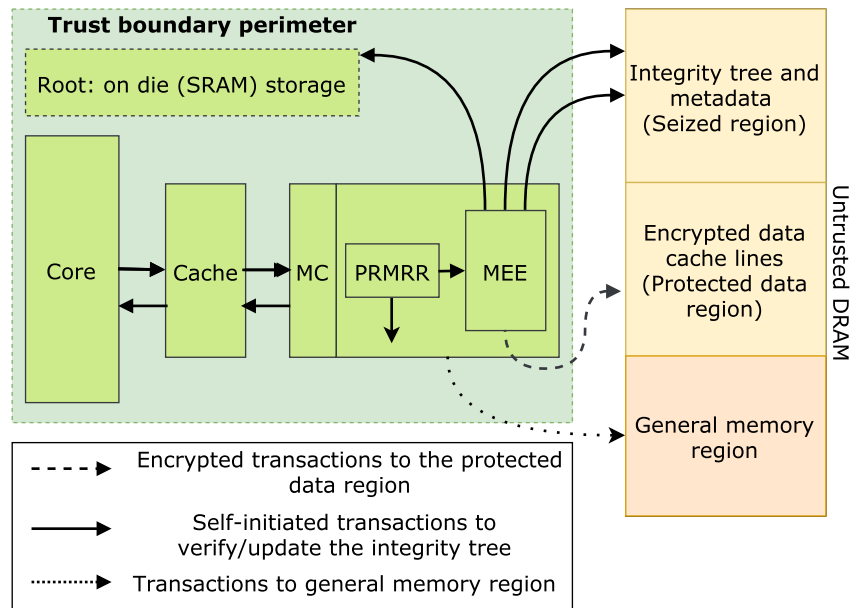 Trust boundary perimeter
Root: on die (SRAM) storage
Core
Cache
MC
PRMRR
MEE
Integrity tree and
metadata
(Seized region)
Encrypted data
cache lines
(Protected data
region)
General memory
region
Untrusted DRAM
Encrypted transactions to the protected
data region
Self-initiated transactions to
verify/update the integrity tree
Transactions to general memory region